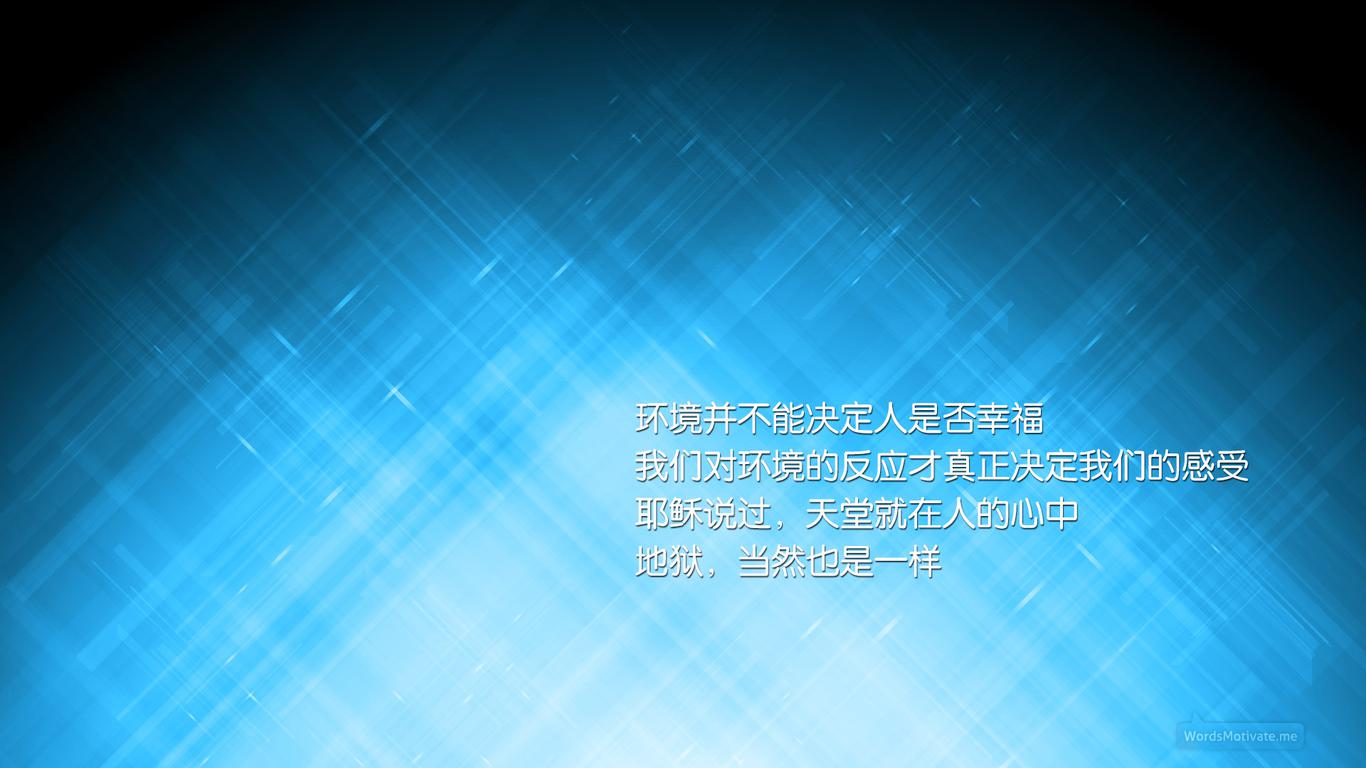 环境并不能决定人是否幸福
我们对环境的反应才真正决定我们的感受
耶稣说过，天堂就在人的心中
地狱，当然也是一样
WordsMotivate.me